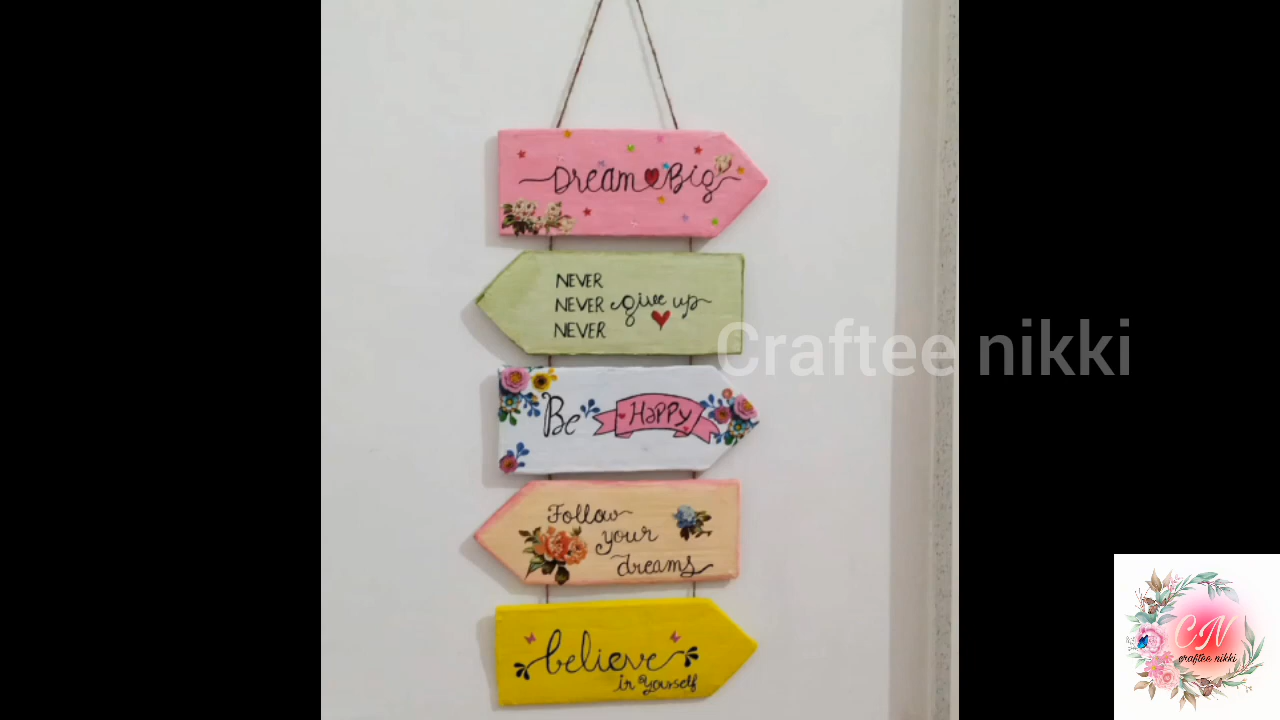 Dream Big
NEVER
NEVER give up
NEVER
Be Happy
Follow
your
dreams
believe
in yourself
Craftee nikki
CN
craftee nikki